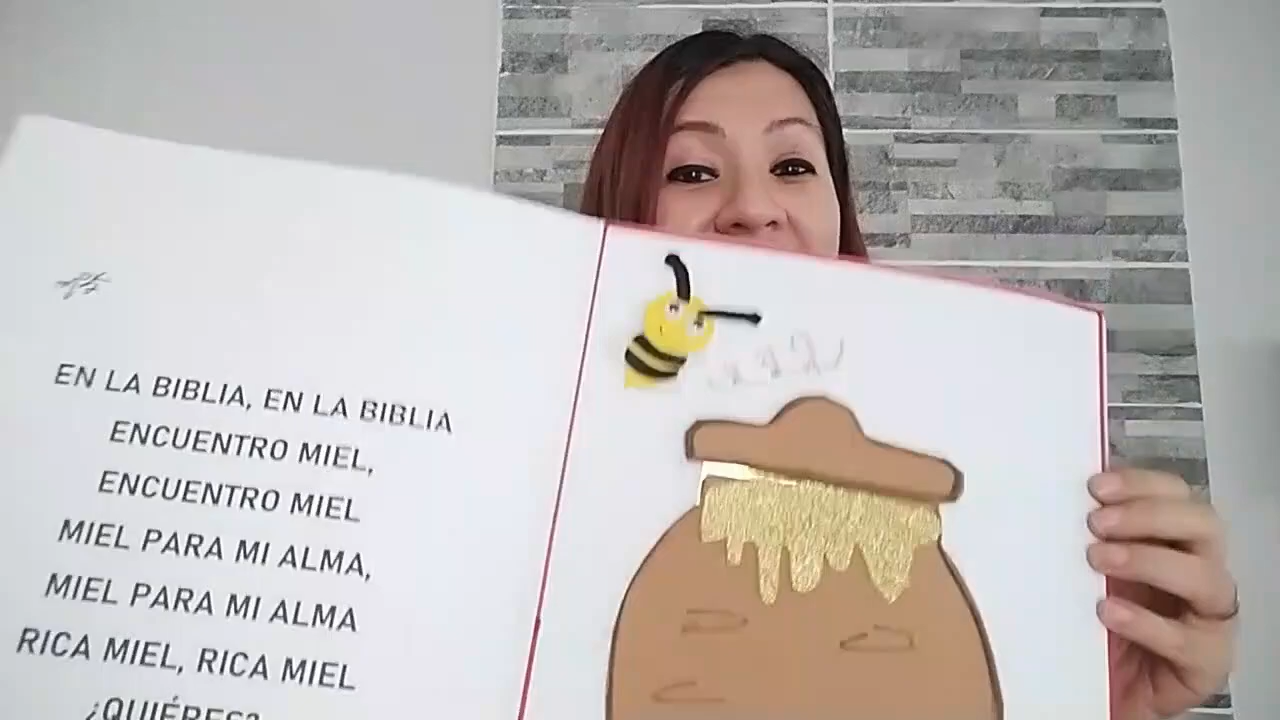 EN LA BIBLIA, EN LA BIBLIA
ENCUENTRO MIEL,
ENCUENTRO MIEL
MIEL PARA MI ALMA,
MIEL PARA MI ALMA
RICA MIEL, RICA MIEL
¿QUIÉRES?